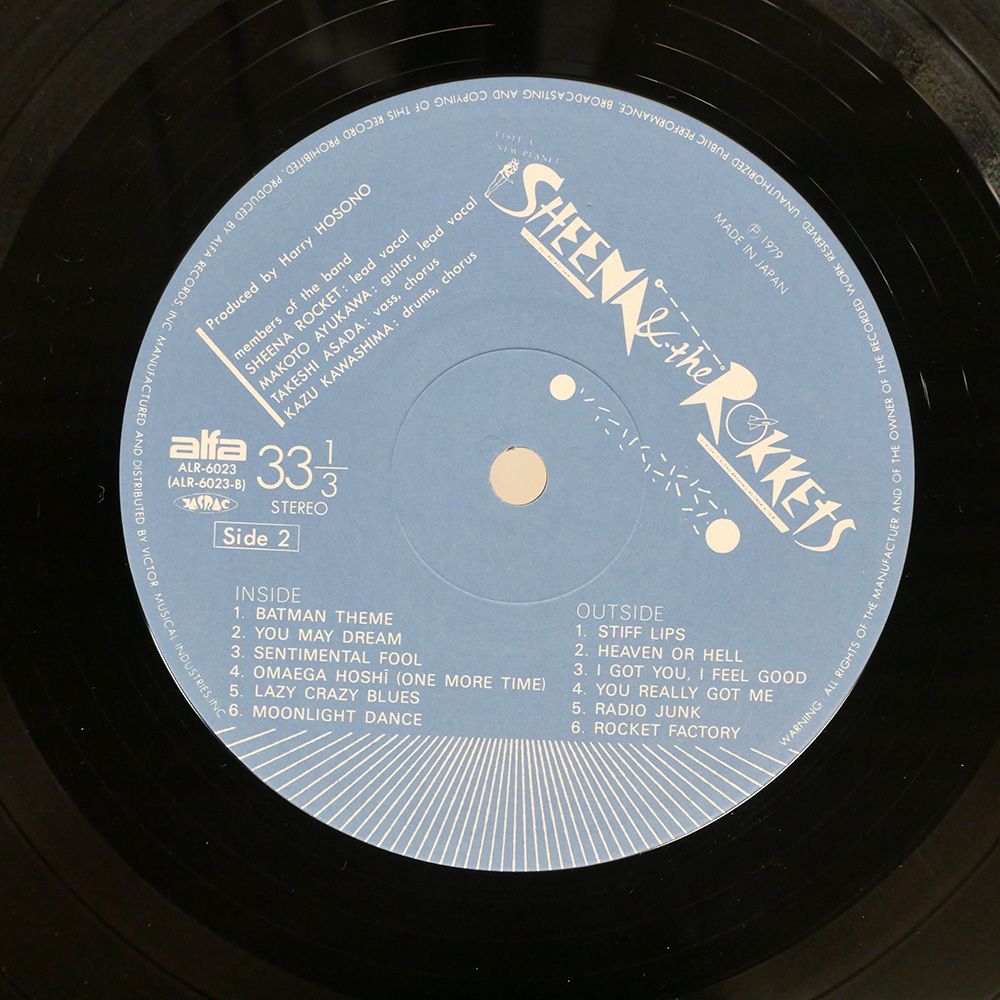 VISIT A
NEW PLANET
SHEENA & the ROKKETS
℗ 1979
MADE IN JAPAN
Produced by Harry HOSONO
members of the band
SHEENA ROCKET : lead vocal
MAKOTO AYUKAWA : guitar, lead vocal
TAKESHI ASADA : vass, chorus
KAZU KAWASHIMA : drums, chorus
alfa
ALR-6023
(ALR-6023-B)
JASRAC
33 1/3
STEREO
Side 2
INSIDE
1. BATMAN THEME
2. YOU MAY DREAM
3. SENTIMENTAL FOOL
4. OMAEGA HOSHÎ (ONE MORE TIME)
5. LAZY CRAZY BLUES
6. MOONLIGHT DANCE
OUTSIDE
1. STIFF LIPS
2. HEAVEN OR HELL
3. I GOT YOU, I FEEL GOOD
4. YOU REALLY GOT ME
5. RADIO JUNK
6. ROCKET FACTORY
WARNING. ALL RIGHTS OF THE MANUFACTUER AND OF THE OWNER OF THE RECORDED WORK RESERVED. UNAUTHORIZED PUBLIC PERFORMANCE, BROADCASTING AND COPYING OF THIS RECORD PROHIBITED. PRODUCED BY ALFA RECORDS, INC. MANUFACTURED AND DISTRIBUTED BY VICTOR MUSICAL INDUSTRIES, INC